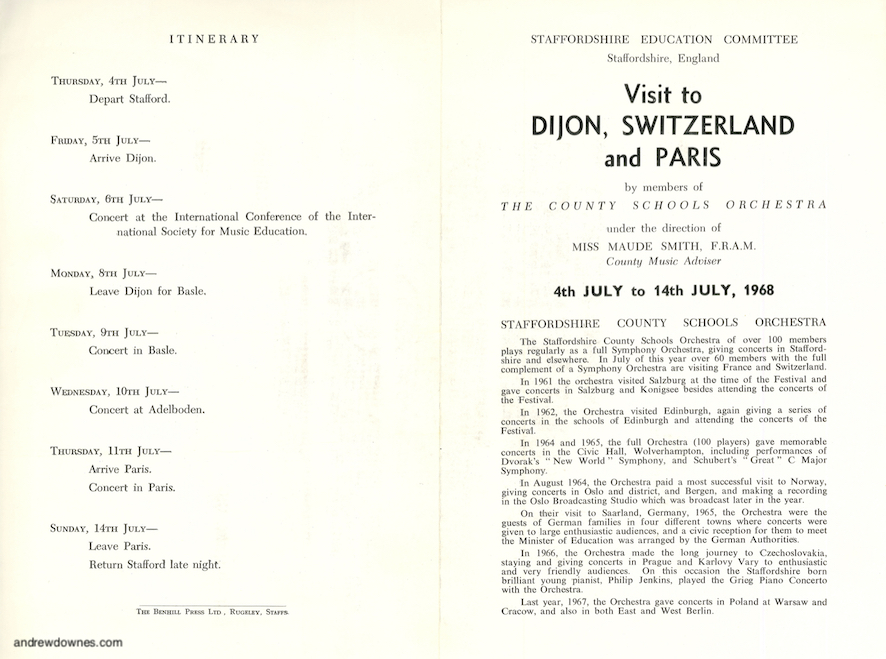 ITINERARY
THURSDAY, 4TH JULY—
Depart Stafford.
FRIDAY, 5TH JULY—
Arrive Dijon.
SATURDAY, 6TH JULY—
Concert at the International Conference of the Inter-
national Society for Music Education.
MONDAY, 8TH JULY—
Leave Dijon for Basle.
TUESDAY, 9TH JULY—
Concert in Basle.
WEDNESDAY, 10TH JULY—
Concert at Adelboden.
THURSDAY, 11TH JULY—
Arrive Paris.
Concert in Paris.
SUNDAY, 14TH JULY—
Leave Paris.
Return Stafford late night.
THE BENHILL PRESS LTD, RUGELEY, STAFFS.
andrewdownes.com
STAFFORDSHIRE EDUCATION COMMITTEE
Staffordshire, England
Visit to
DIJON, SWITZERLAND
and PARIS
by members of
THE COUNTY SCHOOLS ORCHESTRA
under the direction of
MISS MAUDE SMITH, F.R.A.M.
County Music Adviser
4th JULY to 14th JULY, 1968
STAFFORDSHIRE COUNTY SCHOOLS ORCHESTRA
The Staffordshire County Schools Orchestra of over 100 members
plays regularly as a full Symphony Orchestra, giving concerts in Stafford-
shire and elsewhere. In July of this year over 60 members with the full
complement of a Symphony Orchestra are visiting France and Switzerland.
In 1961 the orchestra visited Salzburg at the time of the Festival and
gave concerts in Salzburg and Konigsee besides attending the concerts of
the Festival.
In 1962, the Orchestra visited Edinburgh, again giving a series of
concerts in the schools of Edinburgh and attending the concerts of the
Festival.
In 1964 and 1965, the full Orchestra (100 players) gave memorable
concerts in the Civic Hall, Wolverhampton, including performances of
Dvorak's "New World" Symphony, and Schubert's "Great" C Major
Symphony.
In August 1964, the Orchestra paid a most successful visit to Norway,
giving concerts in Oslo and district, and Bergen, and making a recording
in the Oslo Broadcasting Studio which was broadcast later in the year.
On their visit to Saarland, Germany, 1965, the Orchestra were the
guests of German families in four different towns where concerts were
given to large enthusiastic audiences, and a civic reception for them to meet
the Minister of Education was arranged by the German Authorities.
In 1966, the Orchestra made the long journey to Czechoslovakia,
staying and giving concerts in Prague and Karlovy Vary to enthusiastic
and very friendly audiences. On this occasion the Staffordshire born
brilliant young pianist, Philip Jenkins, played the Grieg Piano Concerto
with the Orchestra.
Last year, 1967, the Orchestra gave concerts in Poland at Warsaw and
Cracow, and also in both East and West Berlin.